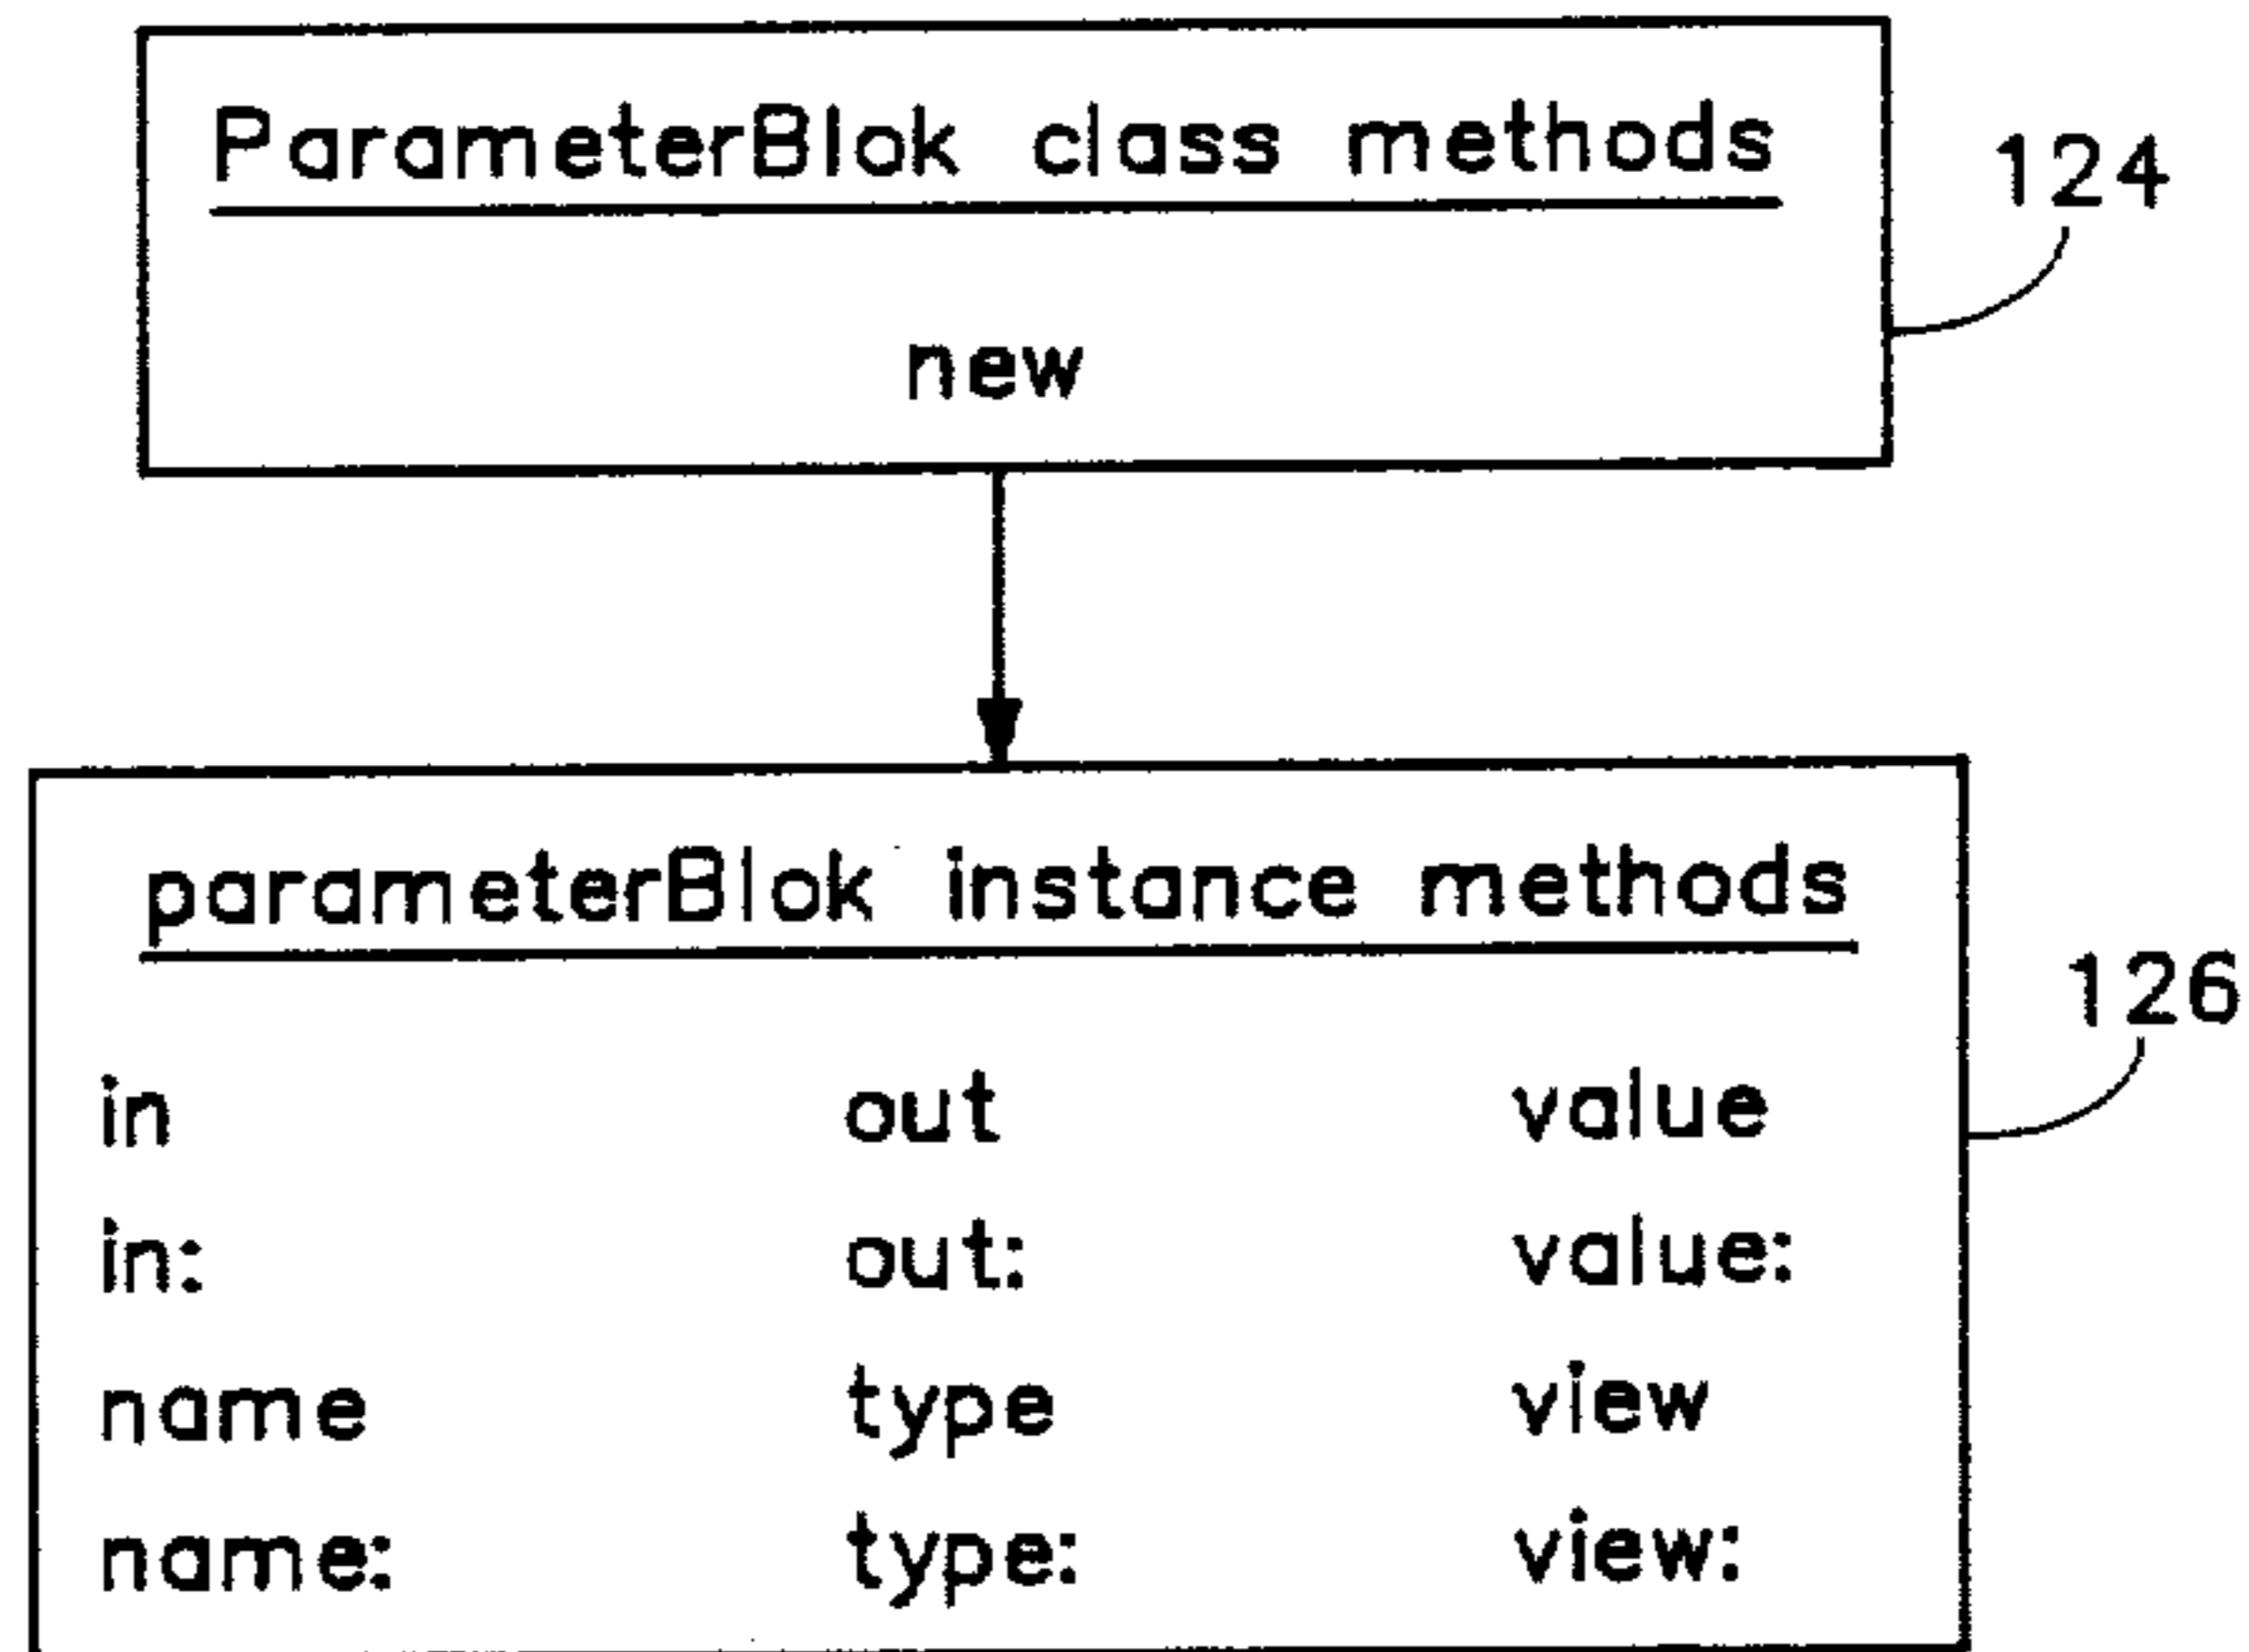 ParameterBlok class methods
124
new
parameterBlok instance methods
126
in out value
in: out: value:
name type view
name: type: view: